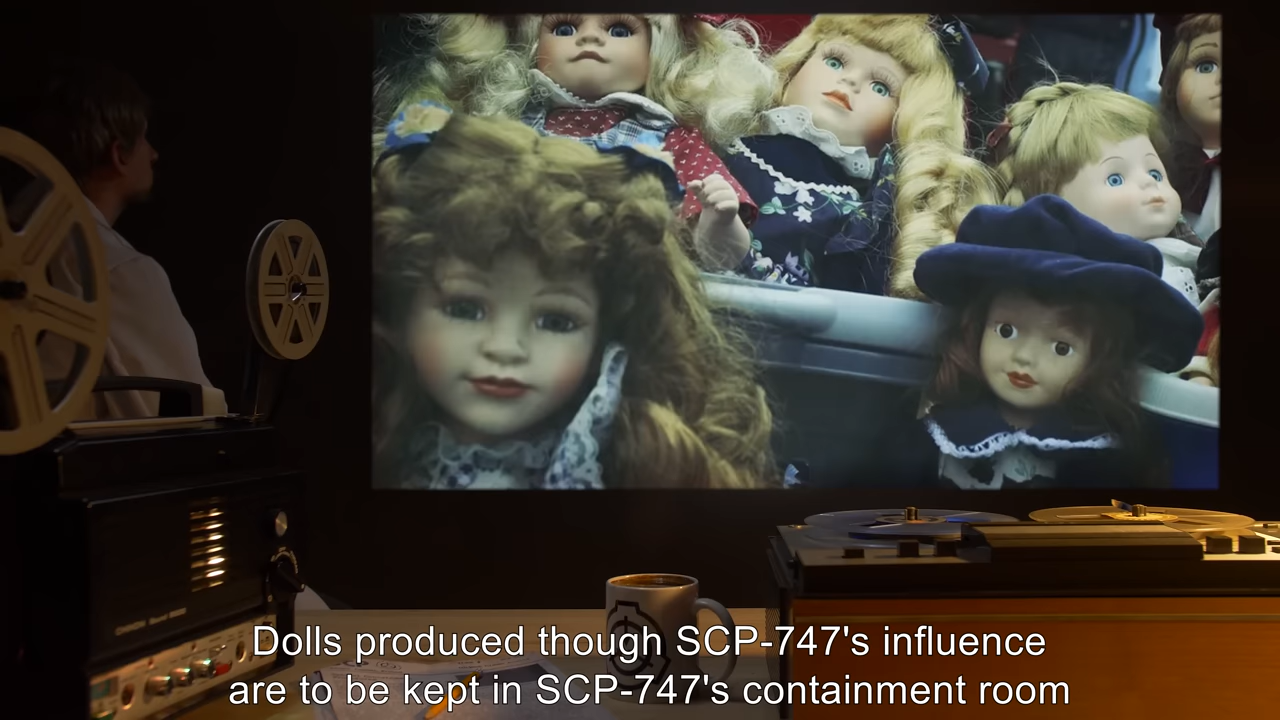 Dolls produced though SCP-747's influence
are to be kept in SCP-747's containment room